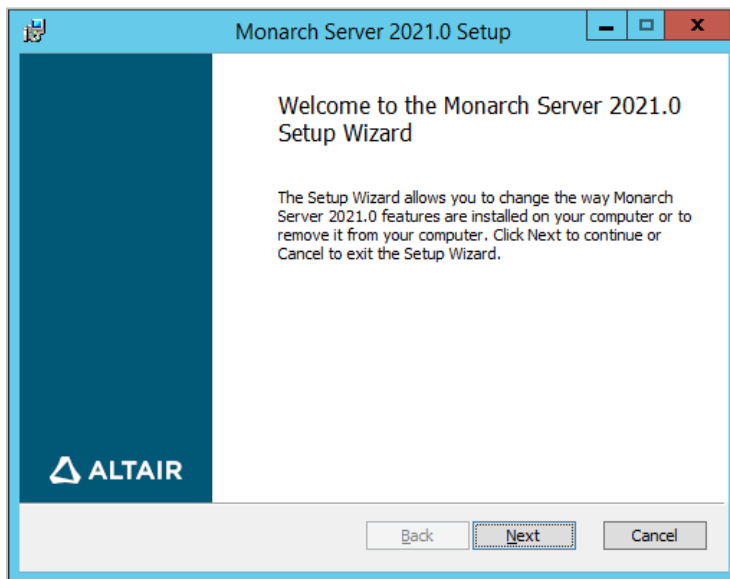 Monarch Server 2021.0 Setup
Welcome to the Monarch Server 2021.0
Setup Wizard
The Setup Wizard allows you to change the way Monarch
Server 2021.0 features are installed on your computer or to
remove it from your computer. Click Next to continue or
Cancel to exit the Setup Wizard.
ALTAIR
Back Next Cancel